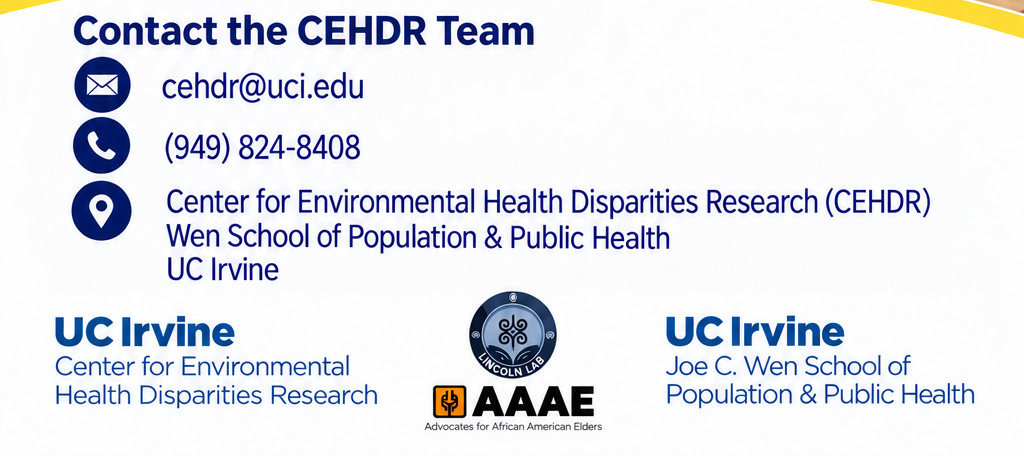 Contact the CEHDR Team
cehdr@uci.edu
(949) 824-8408
Center for Environmental Health Disparities Research (CEHDR)
Wen School of Population & Public Health
UC Irvine
UC Irvine
Center for Environmental
Health Disparities Research
LINCOLN LAB
AAAE
Advocates for African American Elders
UC Irvine
Joe C. Wen School of
Population & Public Health